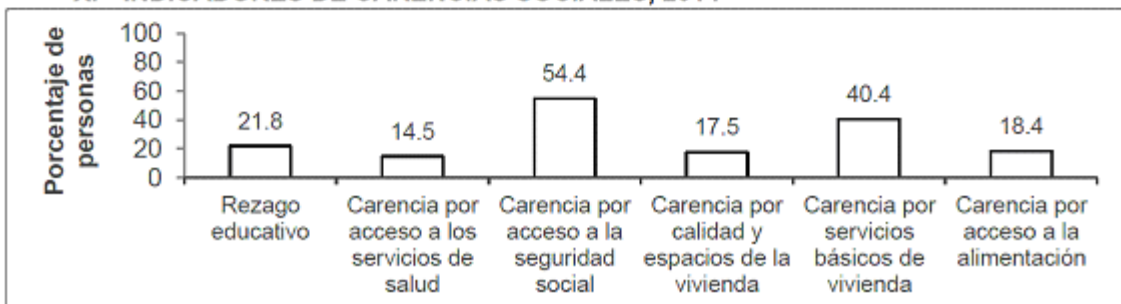 Porcentaje de
personas
100
80
60
40
20
0
21.8
14.5
54.4
17.5
40.4
18.4
Rezago
educativo
Carencia por
acceso a los
servicios de
salud
Carencia por
acceso a la
seguridad
social
Carencia por
calidad y
espacios de la
vivienda
Carencia por
servicios
básicos de
vivienda
Carencia por
acceso a la
alimentación